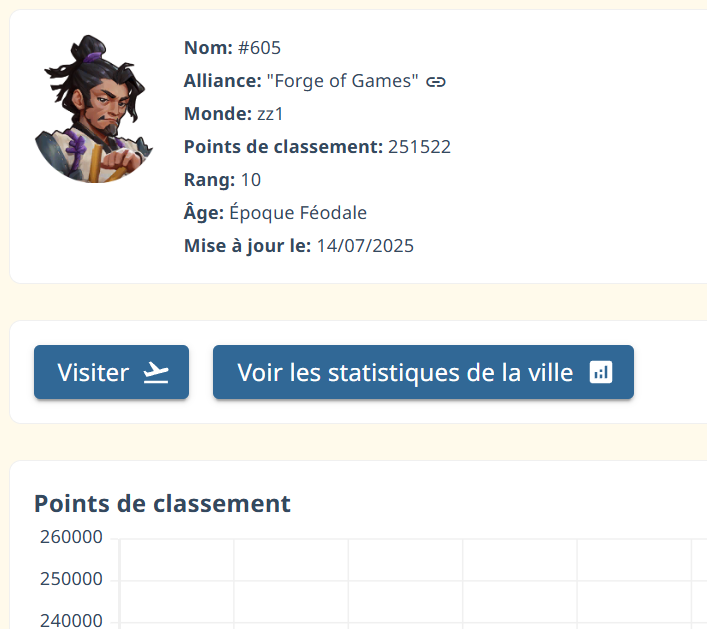 Nom: #605
Alliance: "Forge of Games"
Monde: zz1
Points de classement: 251522
Rang: 10
Âge: Époque Féodale
Mise à jour le: 14/07/2025
Visiter
Voir les statistiques de la ville
Points de classement
260000
250000
240000